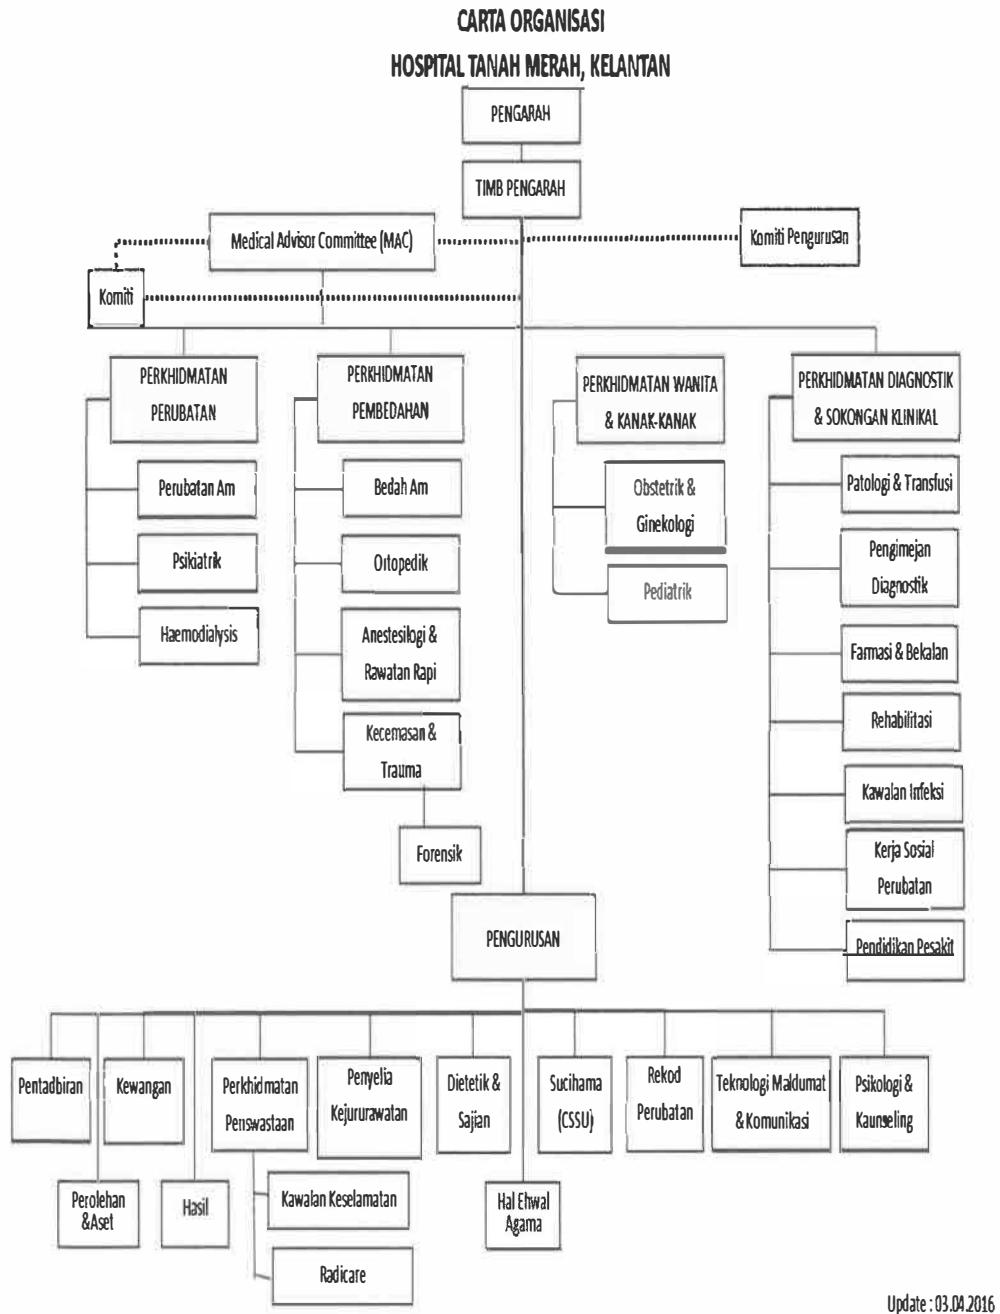 CARTA ORGANISASI
HOSPITAL TANAH MERAH, KELANTAN
PENGARAH
TIMB PENGARAH
Medical Advisor Committee (MAC)
Komiti Pengurusan
Komiti
PERKHIDMATAN
PERUBATAN
Perubatan Am
Psikiatrik
Haemodialysis
PERKHIDMATAN
PEMBEDAHAN
Bedah Am
Ortopedik
Anestesilogi &
Rawatan Rapi
Kecemasan &
Trauma
Forensik
PERKHIDMATAN WANITA
& KANAK-KANAK
Obstetrik &
Ginekologi
Pediatrik
PERKHIDMATAN DIAGNOSTIK
& SOKONGAN KLINIKAL
Patologi & Transfusi
Pengimejan
Diagnostik
Farmasi & Bekalan
Rehabilitasi
Kawalan Infeksi
Kerja Sosial
Perubatan
Pendidikan Pesakit
PENGURUSAN
Pentadbiran
Kewangan
Perkhidmatan
Penswastaan
Penyelia
Kejururawatan
Dietetik &
Sajian
Sucihama
(CSSU)
Rekod
Perubatan
Teknologi Maklumat
& Komunikasi
Psikologi &
Kaunseling
Perolehan
&Aset
Hasil
Kawalan Keselamatan
Radicare
Hal Ehwal
Agama
Update : 03.04.2016